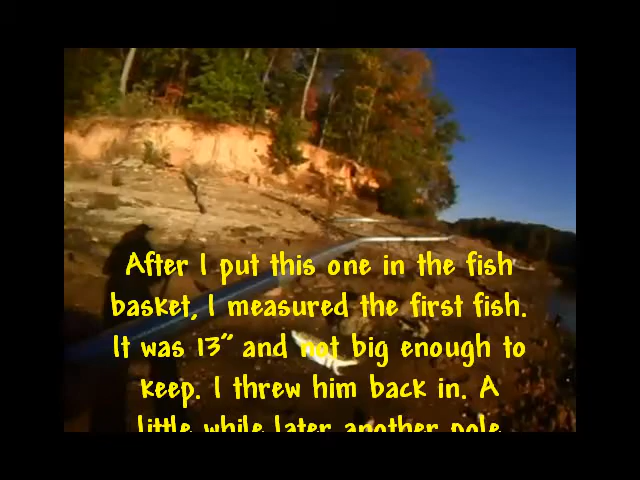 After I put this one in the fish
basket, I measured the first fish.
It was 13" and not big enough to
keep. I threw him back in. A
little while later another pole